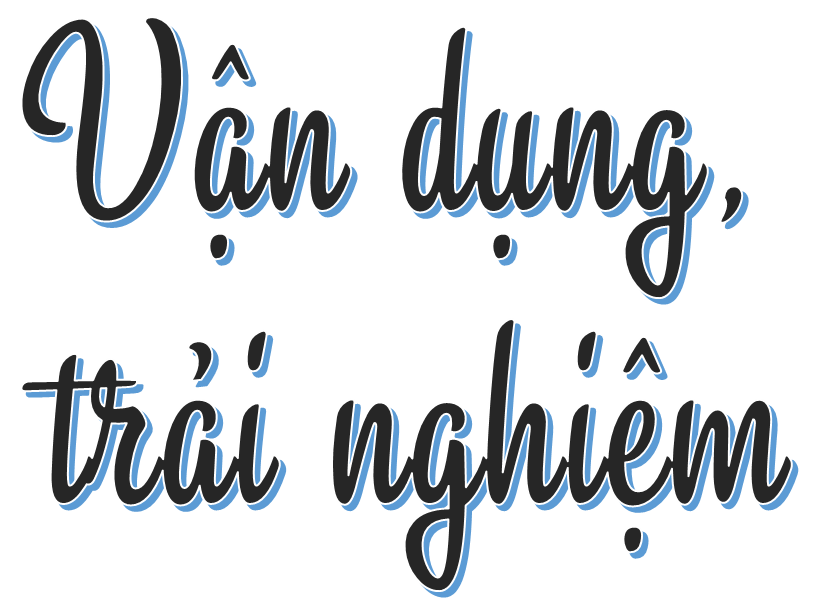 Vận dụng,
trải nghiệm